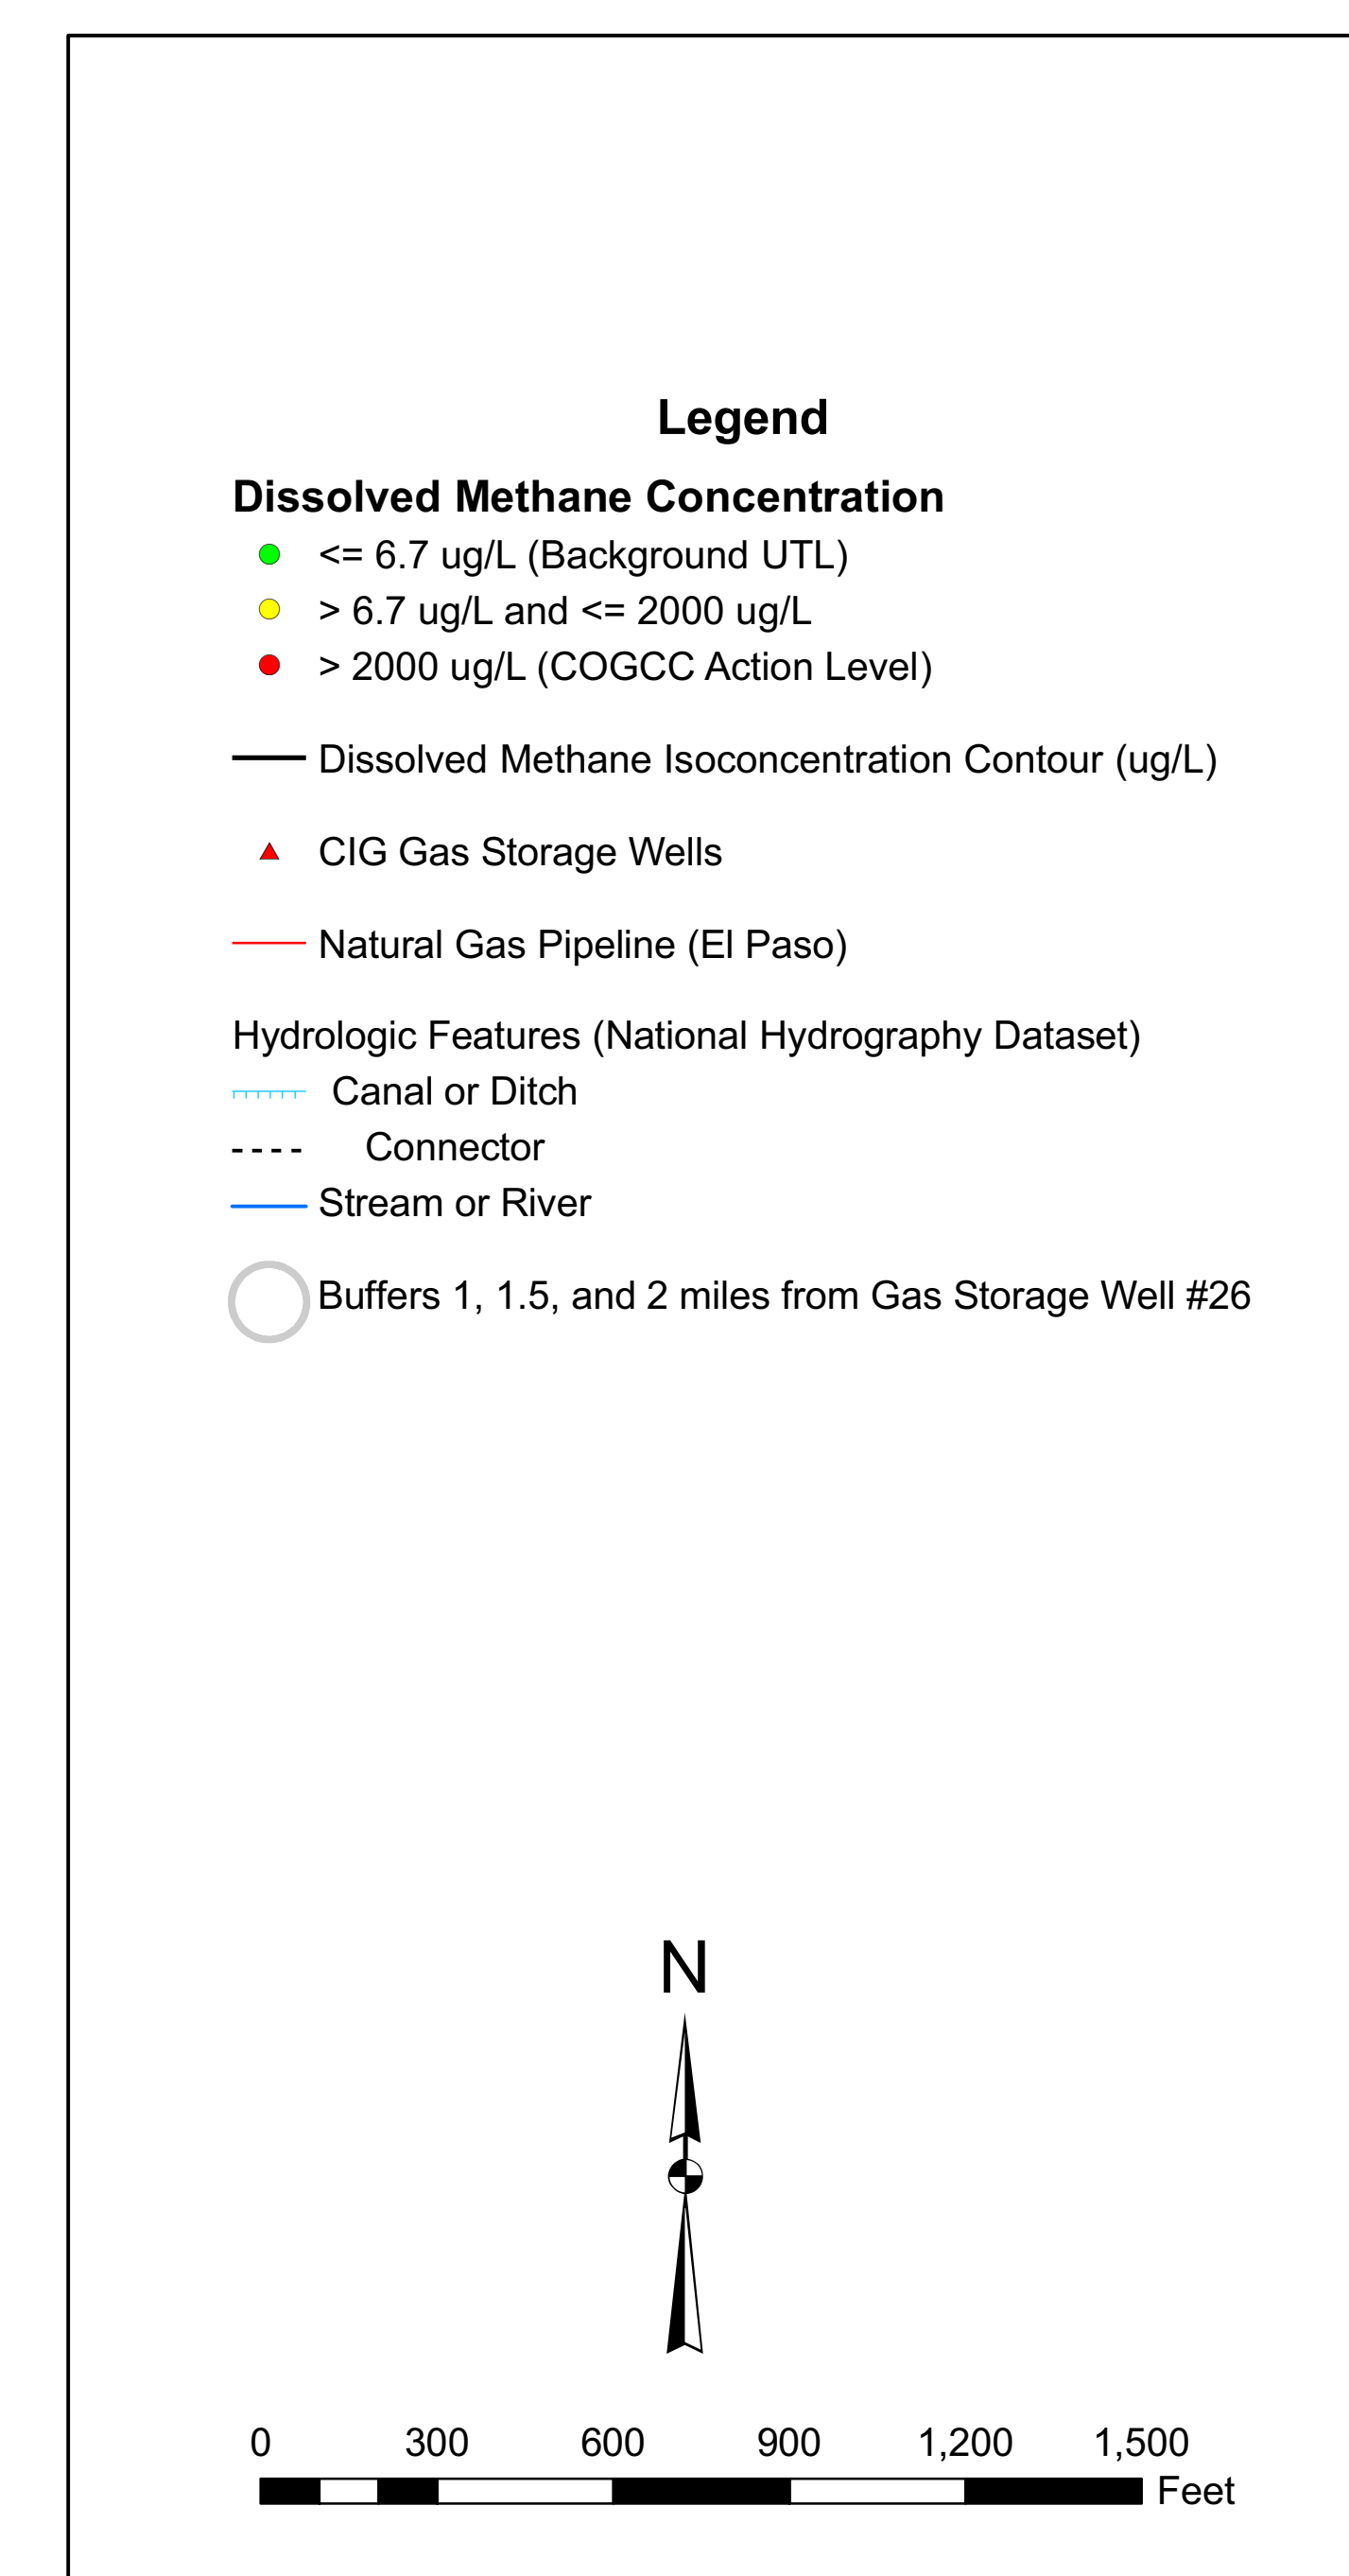 Legend
Dissolved Methane Concentration
<= 6.7 ug/L (Background UTL)
> 6.7 ug/L and <= 2000 ug/L
> 2000 ug/L (COGCC Action Level)
Dissolved Methane Isoconcentration Contour (ug/L)
CIG Gas Storage Wells
Natural Gas Pipeline (El Paso)
Hydrologic Features (National Hydrography Dataset)
Canal or Ditch
Connector
Stream or River
Buffers 1, 1.5, and 2 miles from Gas Storage Well #26
N
0 300 600 900 1,200 1,500
Feet